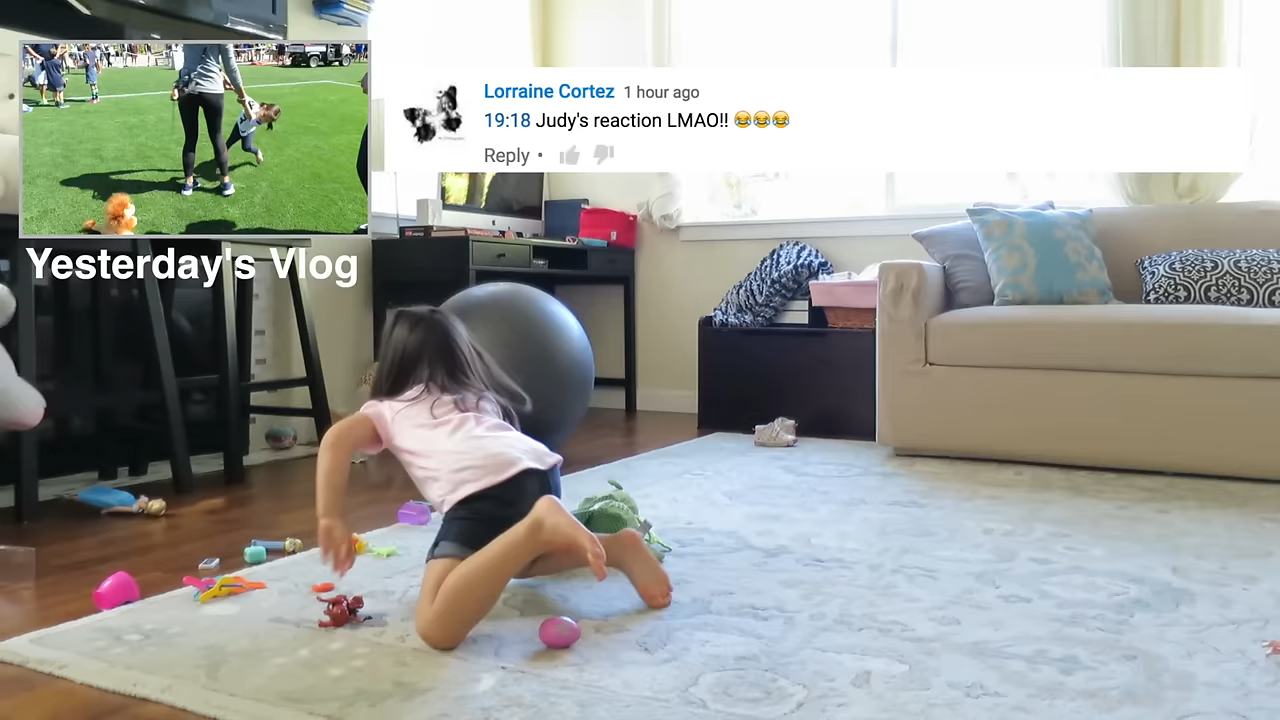 Lorraine Cortez 1 hour ago
19:18 Judy's reaction LMAO!! 😂😂😂
Reply •
Yesterday's Vlog